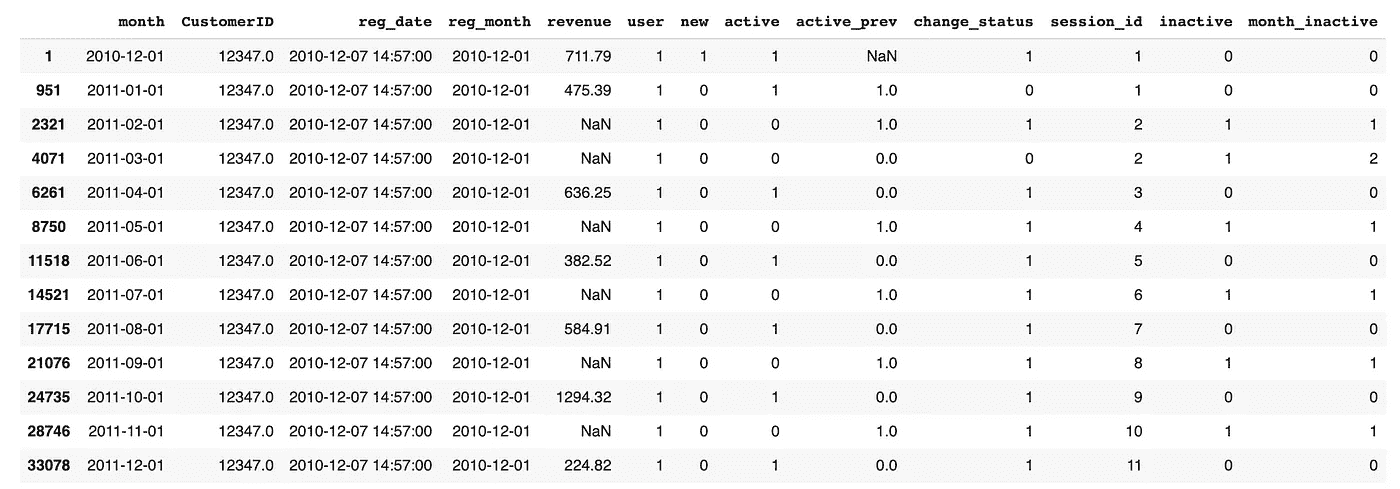 month CustomerID reg_date reg_month revenue user new active active_prev change_status session_id inactive month_inactive
1 2010-12-01 12347.0 2010-12-07 14:57:00 2010-12-01 711.79 1 1 1 NaN 1 1 0 0
951 2011-01-01 12347.0 2010-12-07 14:57:00 2010-12-01 475.39 1 0 1 1.0 0 1 0 0
2321 2011-02-01 12347.0 2010-12-07 14:57:00 2010-12-01 NaN 1 0 0 1.0 1 2 1 1
4071 2011-03-01 12347.0 2010-12-07 14:57:00 2010-12-01 NaN 1 0 0 0.0 0 2 1 2
6261 2011-04-01 12347.0 2010-12-07 14:57:00 2010-12-01 636.25 1 0 1 0.0 1 3 0 0
8750 2011-05-01 12347.0 2010-12-07 14:57:00 2010-12-01 NaN 1 0 0 1.0 1 4 1 1
11518 2011-06-01 12347.0 2010-12-07 14:57:00 2010-12-01 382.52 1 0 1 0.0 1 5 0 0
14521 2011-07-01 12347.0 2010-12-07 14:57:00 2010-12-01 NaN 1 0 0 1.0 1 6 1 1
17715 2011-08-01 12347.0 2010-12-07 14:57:00 2010-12-01 584.91 1 0 1 0.0 1 7 0 0
21076 2011-09-01 12347.0 2010-12-07 14:57:00 2010-12-01 NaN 1 0 0 1.0 1 8 1 1
24735 2011-10-01 12347.0 2010-12-07 14:57:00 2010-12-01 1294.32 1 0 1 0.0 1 9 0 0
28746 2011-11-01 12347.0 2010-12-07 14:57:00 2010-12-01 NaN 1 0 0 1.0 1 10 1 1
33078 2011-12-01 12347.0 2010-12-07 14:57:00 2010-12-01 224.82 1 0 1 0.0 1 11 0 0